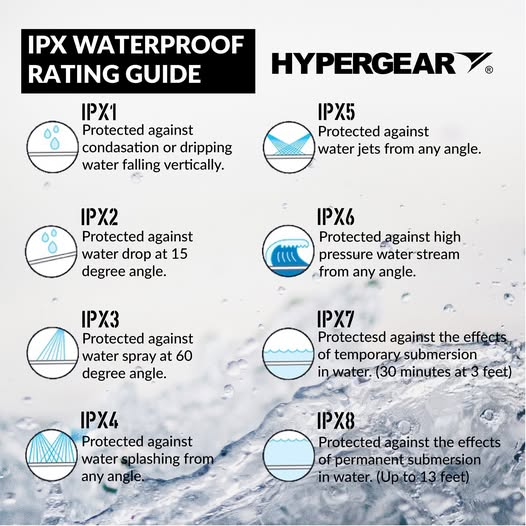 IPX WATERPROOF
RATING GUIDE
HYPERGEAR ®
IPX1
Protected against
condasation or dripping
water falling vertically.
IPX2
Protected against
water drop at 15
degree angle.
IPX3
Protected against
water spray at 60
degree angle.
IPX4
Protected against
water splashing from
any angle.
IPX5
Protected against
water jets from any angle.
IPX6
Protected against high
pressure water stream
from any angle.
IPX7
Protectesd against the effects
of temporary submersion
in water. (30 minutes at 3 feet)
IPX8
Protected against the effects
of permanent submersion
in water. (Up to 13 feet)